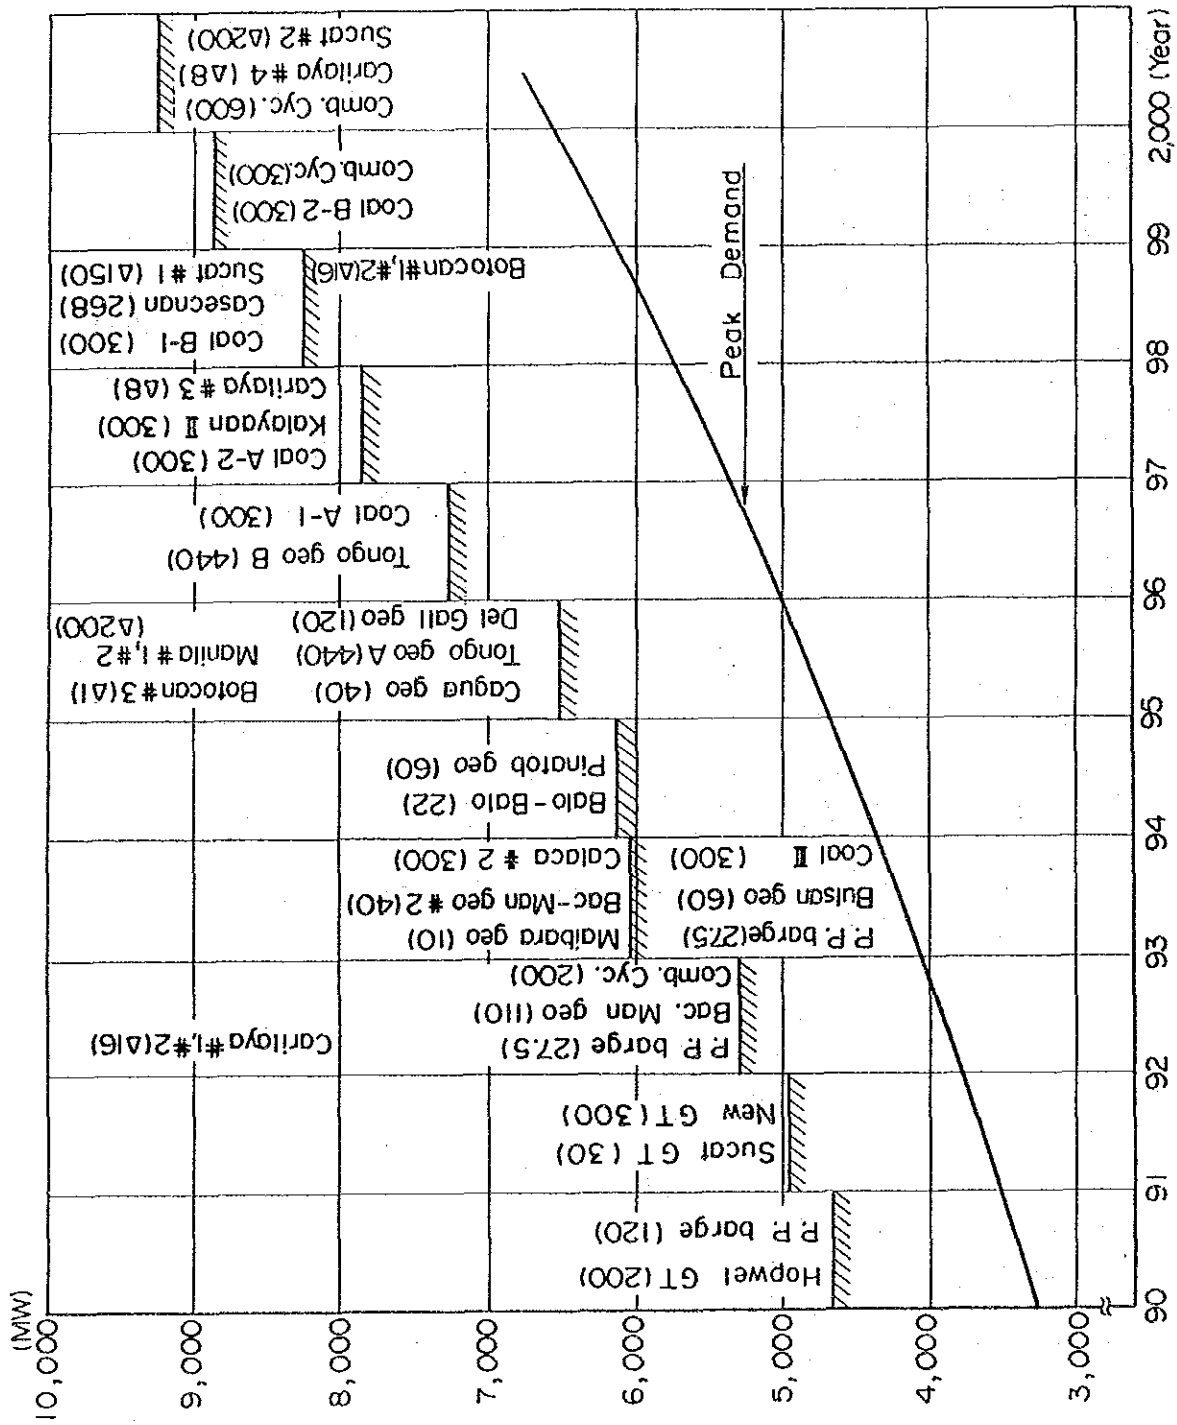 (MW)
10,000
9,000
8,000
7,000
6,000
5,000
4,000
3,000
Hopwel GT (200)
P.P. barge (120)
Sucat GT (30)
New GT (300)
P.P. barge (27.5)
Bac. Man geo (110)
Comb. Cyc. (200)
Carilaya #1,#2(Δ16)
P.P. barge(27.5)
Bulsan geo (60)
Coal Ⅱ (300)
Maibara geo (10)
Bac-Man geo #2(40)
Calaca #2 (300)
Balo-Balo (22)
Pinatob geo (60)
Cagua geo (40)
Tongo geo A (440)
Del Gall geo (120)
Botocan #3(Δ1)
Manila #1,#2
(Δ200)
Tongo geo B (440)
Coal A-1 (300)
Coal A-2 (300)
Kalayaan Ⅱ (300)
Carilaya #3 (Δ8)
Coal B-1 (300)
Casecnan (268)
Sucat #1 (Δ150)
Botocan#1,#2(Δ16)
Coal B-2 (300)
Comb.Cyc.(300)
Comb. Cyc. (600)
Carilaya #4 (Δ8)
Sucat #2 (Δ200)
Peak Demand
90
91
92
93
94
95
96
97
98
99
2,000 (Year)